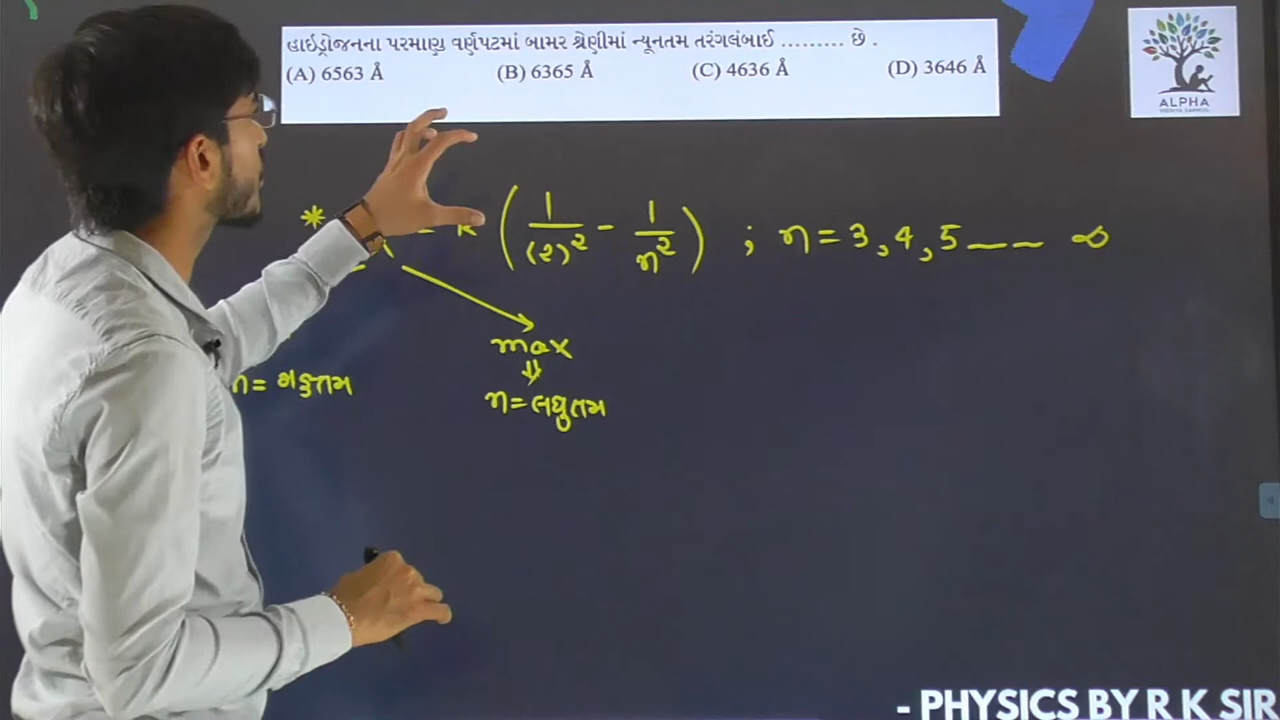 હાઇડ્રોજનના પરમાણુ વર્ણપટમાં બામર શ્રેણીમાં ન્યૂનતમ તરંગલંબાઈ ......... છે .
(A) 6563 Å (B) 6365 Å (C) 4636 Å (D) 3646 Å
ALPHA
* = R ( 1/(2)² − 1/n² ) ; n = 3, 4, 5 — — ∞
max
⇓
n = મહત્તમ n = લઘુતમ
- PHYSICS BY R K SIR